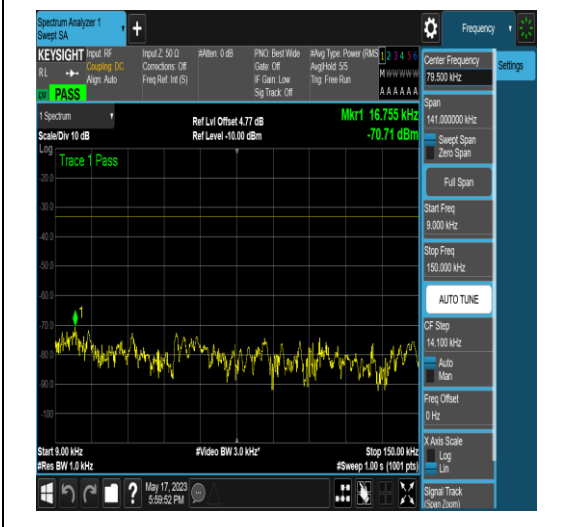 Spectrum Analyzer 1
Swept SA
+
Frequency
KEYSIGHT
RL
PASS
Input: RF
Coupling: DC
Align: Auto
Input Z: 50 Ω
Corrections: Off
Freq Ref: Int (S)
#Atten: 0 dB
PNO: Best Wide
Gate: Off
IF Gain: Low
Sig Track: Off
#Avg Type: Power (RMS
Avg|Hold: 5/5
Trig: Free Run
1 2 3 4 5 6
M w w w w w
A A A A A A
1 Spectrum
Scale/Div 10 dB
Log
Ref Lvl Offset 4.77 dB
Ref Level -10.00 dBm
Mkr1 16.755 kHz
-70.71 dBm
Trace 1 Pass
-20.0
-30.0
-40.0
-50.0
-60.0
-70.0
-80.0
-90.0
-100
1
Start 9.00 kHz
#Res BW 1.0 kHz
#Video BW 3.0 kHz*
Stop 150.00 kHz
#Sweep 1.00 s (1001 pts)
?
May 17, 2023
5:59:52 PM
Center Frequency
79.500 kHz
Settings
Span
141.000000 kHz
Swept Span
Zero Span
Full Span
Start Freq
9.000 kHz
Stop Freq
150.000 kHz
AUTO TUNE
CF Step
14.100 kHz
Auto
Man
Freq Offset
0 Hz
X Axis Scale
Log
Lin
Signal Track
(Span Zoom)